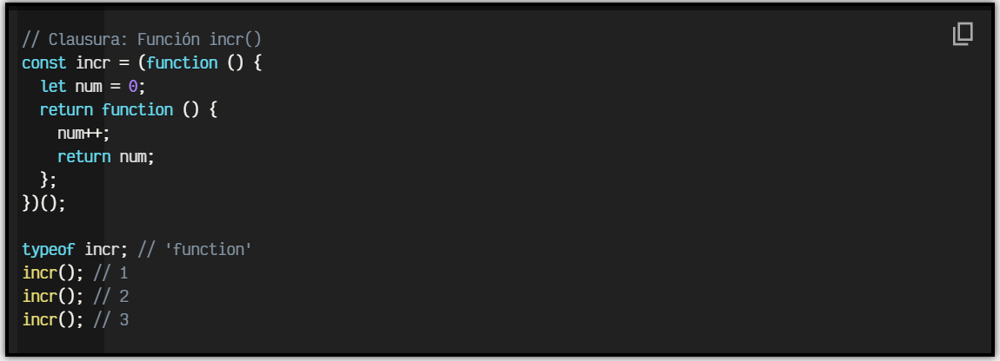 // Clausura: Función incr()
const incr = (function () {
  let num = 0;
  return function () {
    num++;
    return num;
  };
})();

typeof incr; // 'function'
incr(); // 1
incr(); // 2
incr(); // 3